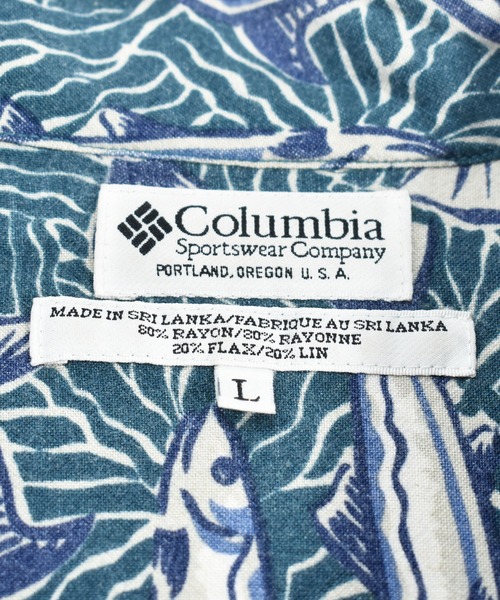 Columbia
Sportswear Company
PORTLAND, OREGON U.S.A.
MADE IN SRI LANKA/FABRIQUE AU SRI LANKA
80% RAYON/80% RAYONNE
20% FLAX/20% LIN
L